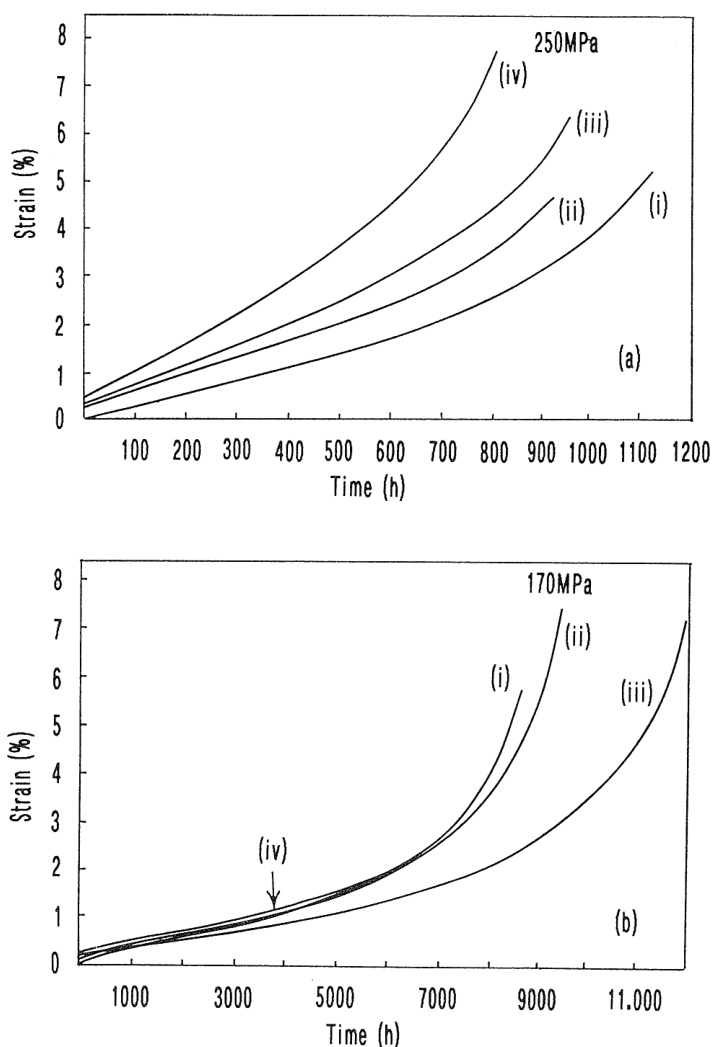 250MPa
8
7
6
5
4
3
2
1
0
Strain (%)
(iv)
(iii)
(ii)
(i)
(a)
100 200 300 400 500 600 700 800 900 1000 1100 1200
Time (h)
170MPa
8
7
6
5
4
3
2
1
0
Strain (%)
(i)
(ii)
(iii)
(iv)
(b)
1000 3000 5000 7000 9000 11.000
Time (h)